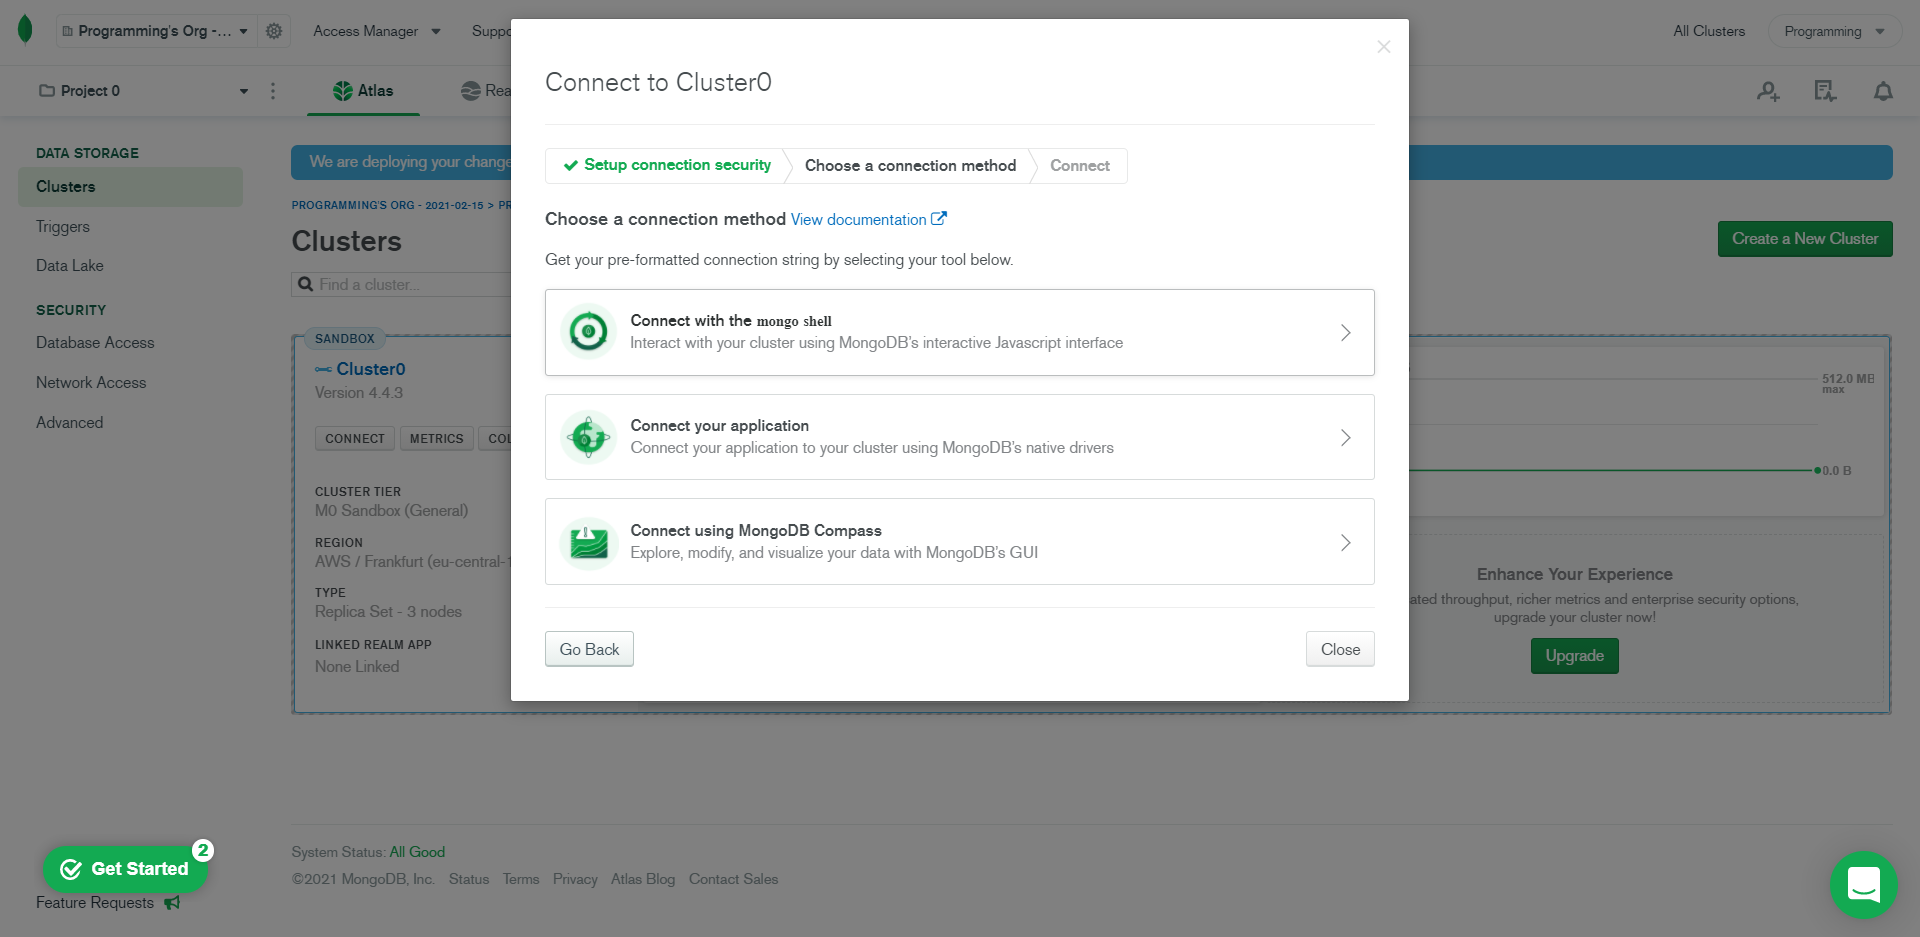 Programming's Org -...
Access Manager
All Clusters
Programming
Project 0
Atlas
DATA STORAGE
Clusters
Triggers
Data Lake
SECURITY
Database Access
Network Access
Advanced
Get Started
2
Feature Requests
We are deploying your
PROGRAMMING'S ORG - 2021-02-15 >
Clusters
Find a cluster...
Create a New Cluster
SANDBOX
Cluster0
Version 4.4.3
CONNECT
METRICS
CLUSTER TIER
M0 Sandbox (General)
REGION
AWS / Frankfurt (eu-central-1
TYPE
Replica Set - 3 nodes
LINKED REALM APP
None Linked
512.0 MB
max
0.0 B
Enhance Your Experience
throughput, richer metrics and enterprise security options,
upgrade your cluster now!
Upgrade
Connect to Cluster0
Setup connection security
Choose a connection method
Connect
Choose a connection method View documentation
Get your pre-formatted connection string by selecting your tool below.
Connect with the mongo shell
Interact with your cluster using MongoDB's interactive Javascript interface
Connect your application
Connect your application to your cluster using MongoDB's native drivers
Connect using MongoDB Compass
Explore, modify, and visualize your data with MongoDB's GUI
Go Back
Close
System Status: All Good
©2021 MongoDB, Inc. Status Terms Privacy Atlas Blog Contact Sales